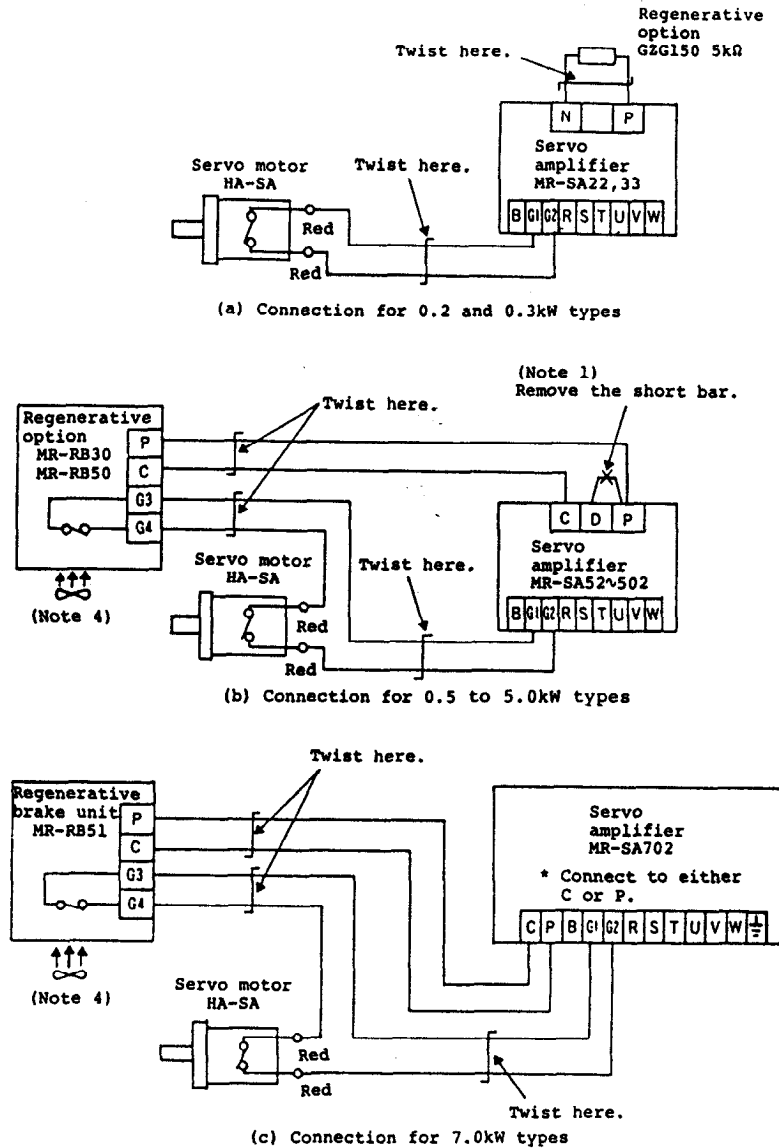 Regenerative
option
GZG150 5kΩ
Twist here.
N P
Servo
amplifier
MR-SA22,33
Servo motor
HA-SA
Twist here.
B G1 G2 R S T U V W
Red
Red
(a) Connection for 0.2 and 0.3kW types
(Note 1)
Remove the short bar.
Regenerative
option
MR-RB30
MR-RB50
P
C
G3
G4
Twist here.
C D P
Servo
amplifier
MR-SA52~502
(Note 4)
Servo motor
HA-SA
Twist here.
B G1 G2 R S T U V W
Red
Red
(b) Connection for 0.5 to 5.0kW types
Twist here.
Regenerative
brake unit
MR-RB51
P
C
G3
G4
Servo
amplifier
MR-SA702
* Connect to either
C or P.
C P B G1 G2 R S T U V W
(Note 4)
Servo motor
HA-SA
Red
Red
Twist here.
(c) Connection for 7.0kW types